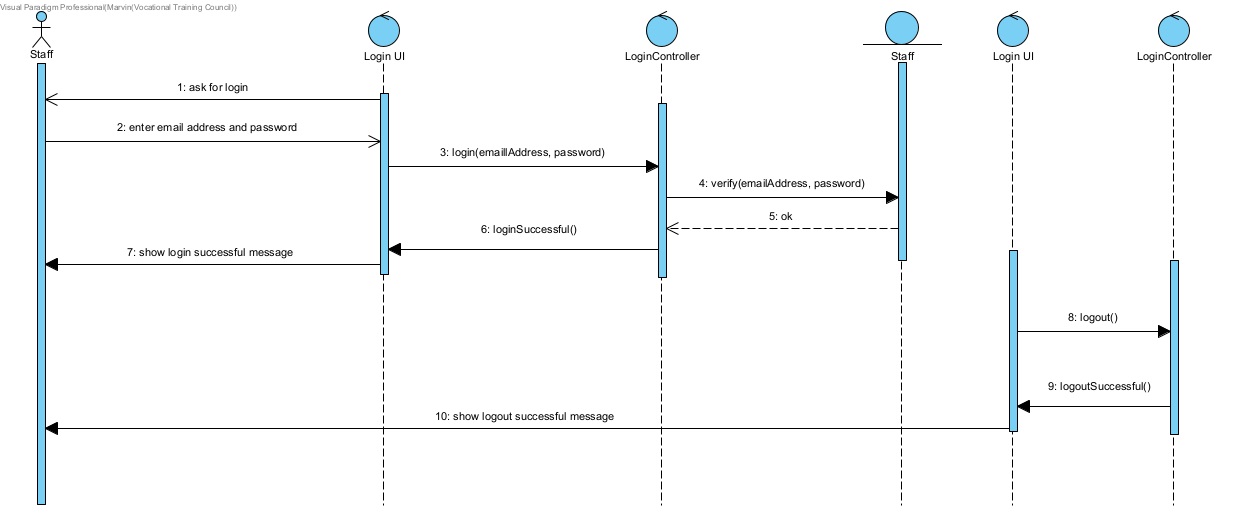 Visual Paradigm Professional(Marvin(Vocational Training Council))
Staff
Login UI
LoginController
Staff
Login UI
LoginController
1: ask for login
2: enter email address and password
3: login(emaillAddress, password)
4: verify(emailAddress, password)
5: ok
6: loginSuccessful()
7: show login successful message
8: logout()
9: logoutSuccessful()
10: show logout successful message